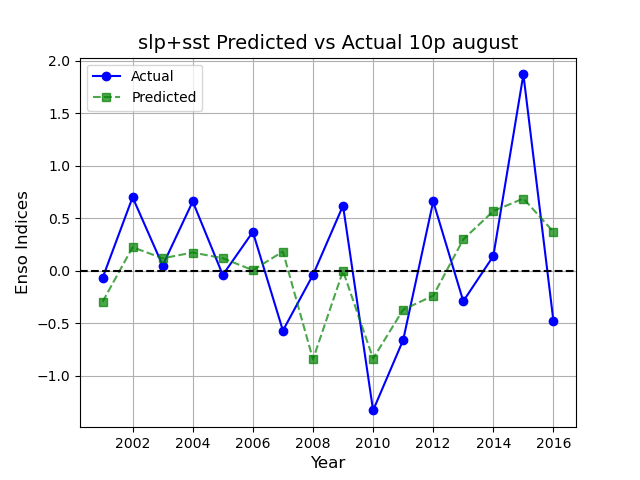 slp+sst Predicted vs Actual 10p august
Actual
Predicted
Enso Indices
2.0
1.5
1.0
0.5
0.0
−0.5
−1.0
2002 2004 2006 2008 2010 2012 2014 2016
Year